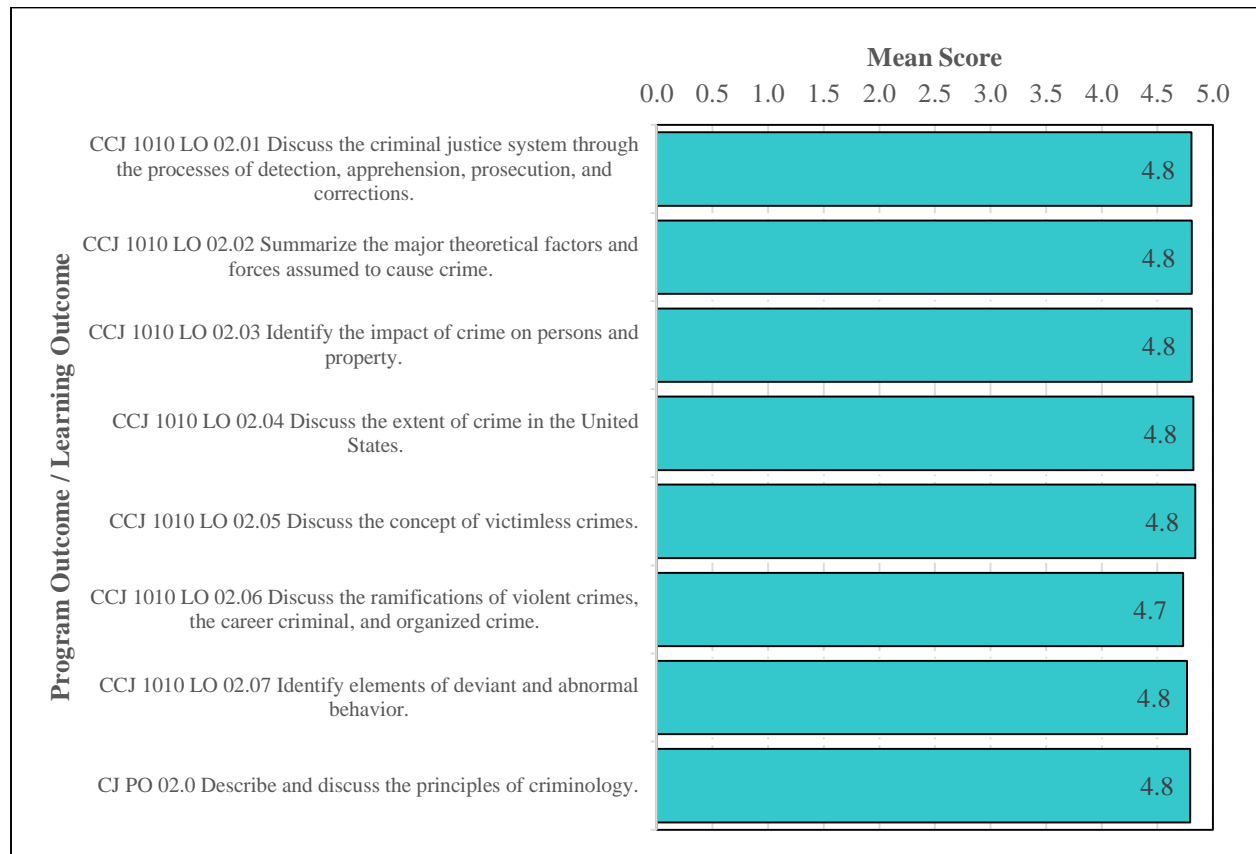 Mean Score
0.0 0.5 1.0 1.5 2.0 2.5 3.0 3.5 4.0 4.5 5.0
Program Outcome / Learning Outcome
CCJ 1010 LO 02.01 Discuss the criminal justice system through
the processes of detection, apprehension, prosecution, and
corrections.
4.8
CCJ 1010 LO 02.02 Summarize the major theoretical factors and
forces assumed to cause crime.
4.8
CCJ 1010 LO 02.03 Identify the impact of crime on persons and
property.
4.8
CCJ 1010 LO 02.04 Discuss the extent of crime in the United
States.
4.8
CCJ 1010 LO 02.05 Discuss the concept of victimless crimes.
4.8
CCJ 1010 LO 02.06 Discuss the ramifications of violent crimes,
the career criminal, and organized crime.
4.7
CCJ 1010 LO 02.07 Identify elements of deviant and abnormal
behavior.
4.8
CJ PO 02.0 Describe and discuss the principles of criminology.
4.8